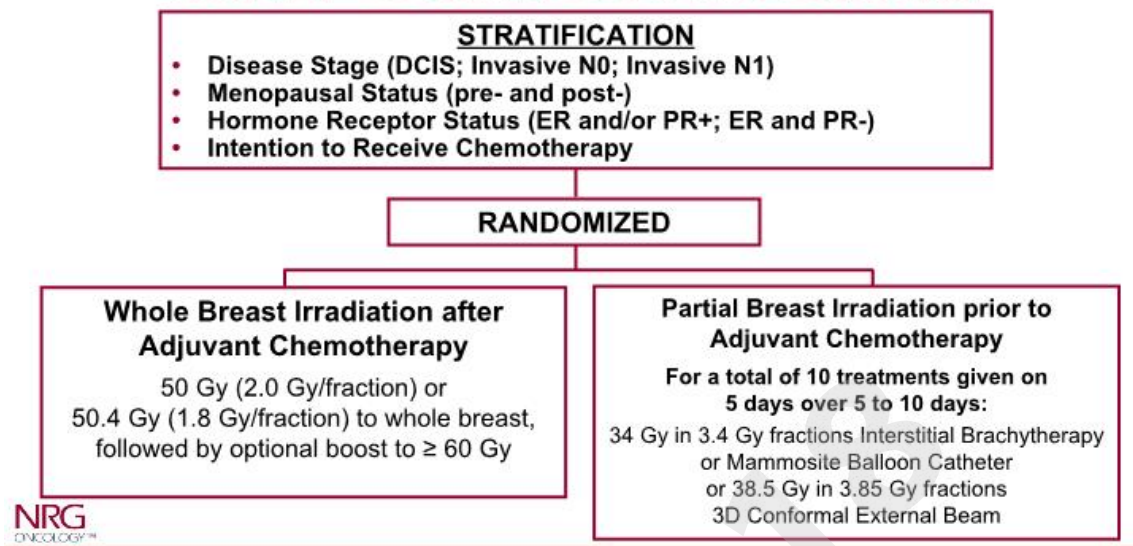 STRATIFICATION
• Disease Stage (DCIS; Invasive N0; Invasive N1)
• Menopausal Status (pre- and post-)
• Hormone Receptor Status (ER and/or PR+; ER and PR-)
• Intention to Receive Chemotherapy
RANDOMIZED
Whole Breast Irradiation after
Adjuvant Chemotherapy
50 Gy (2.0 Gy/fraction) or
50.4 Gy (1.8 Gy/fraction) to whole breast,
followed by optional boost to ≥ 60 Gy
Partial Breast Irradiation prior to
Adjuvant Chemotherapy
For a total of 10 treatments given on
5 days over 5 to 10 days:
34 Gy in 3.4 Gy fractions Interstitial Brachytherapy
or Mammosite Balloon Catheter
or 38.5 Gy in 3.85 Gy fractions
3D Conformal External Beam
NRG
ONCOLOGY™